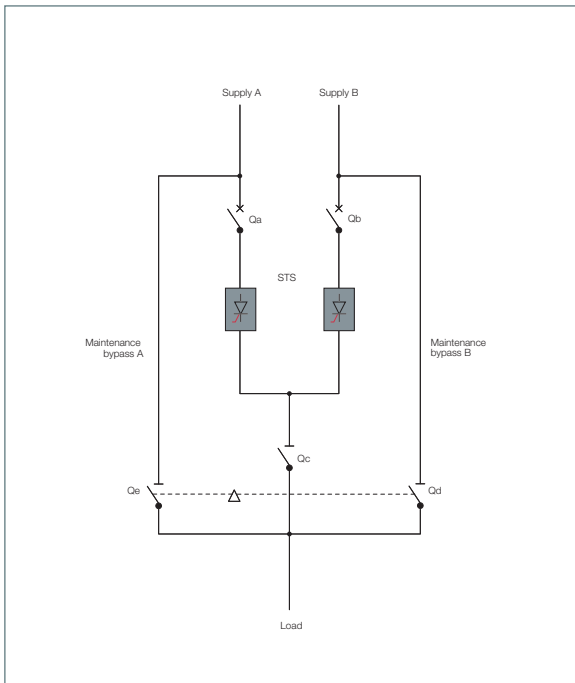 Supply A
Supply B
Qa
Qb
STS
Maintenance
bypass A
Maintenance
bypass B
Qc
Qe
Qd
Load